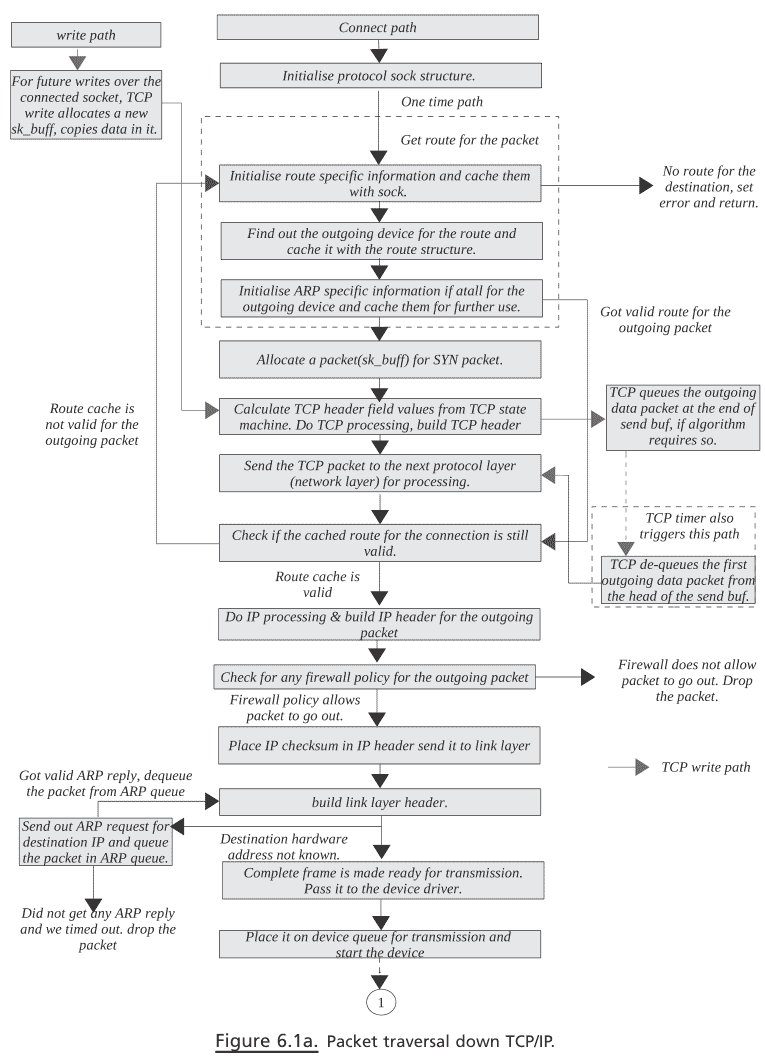 write path
Connect path
For future writes over the
connected socket, TCP
write allocates a new
sk_buff, copies data in it.
Initialise protocol sock structure.
One time path
Get route for the packet
Initialise route specific information and cache them
with sock.
No route for the
destination, set
error and return.
Find out the outgoing device for the route and
cache it with the route structure.
Initialise ARP specific information if atall for the
outgoing device and cache them for further use.
Got valid route for the
outgoing packet
Allocate a packet(sk_buff) for SYN packet.
Route cache is
not valid for the
outgoing packet
Calculate TCP header field values from TCP state
machine. Do TCP processing, build TCP header
TCP queues the outgoing
data packet at the end of
send buf, if algorithm
requires so.
Send the TCP packet to the next protocol layer
(network layer) for processing.
TCP timer also
triggers this path
Check if the cached route for the connection is still
valid.
TCP de-queues the first
outgoing data packet from
the head of the send buf.
Route cache is
valid
Do IP processing & build IP header for the outgoing
packet
Check for any firewall policy for the outgoing packet
Firewall does not allow
packet to go out. Drop
the packet.
Firewall policy allows
packet to go out.
Place IP checksum in IP header send it to link layer
TCP write path
Got valid ARP reply, dequeue
the packet from ARP queue
build link layer header.
Send out ARP request for
destination IP and queue
the packet in ARP queue.
Destination hardware
address not known.
Complete frame is made ready for transmission.
Pass it to the device driver.
Did not get any ARP reply
and we timed out. drop the
packet
Place it on device queue for transmission and
start the device
1
Figure 6.1a. Packet traversal down TCP/IP.